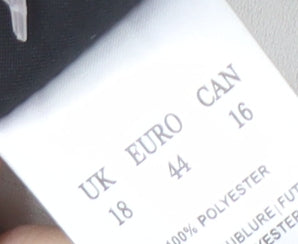 UK EURO CAN
18 44 16
100% POLYESTER